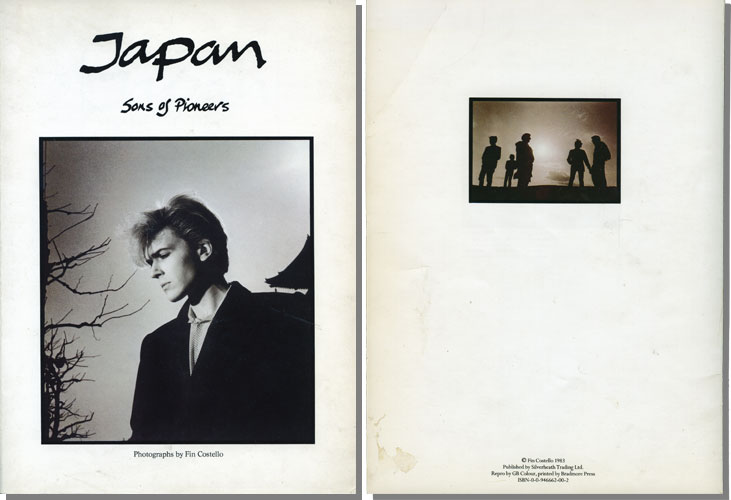 Japan
Sons of Pioneers
Photographs by Fin Costello
© Fin Costello 1983
Published by Silverheath Trading Ltd.
Repro by GB Colour, printed by Bradmore Press
ISBN-0-0-946662-00-2